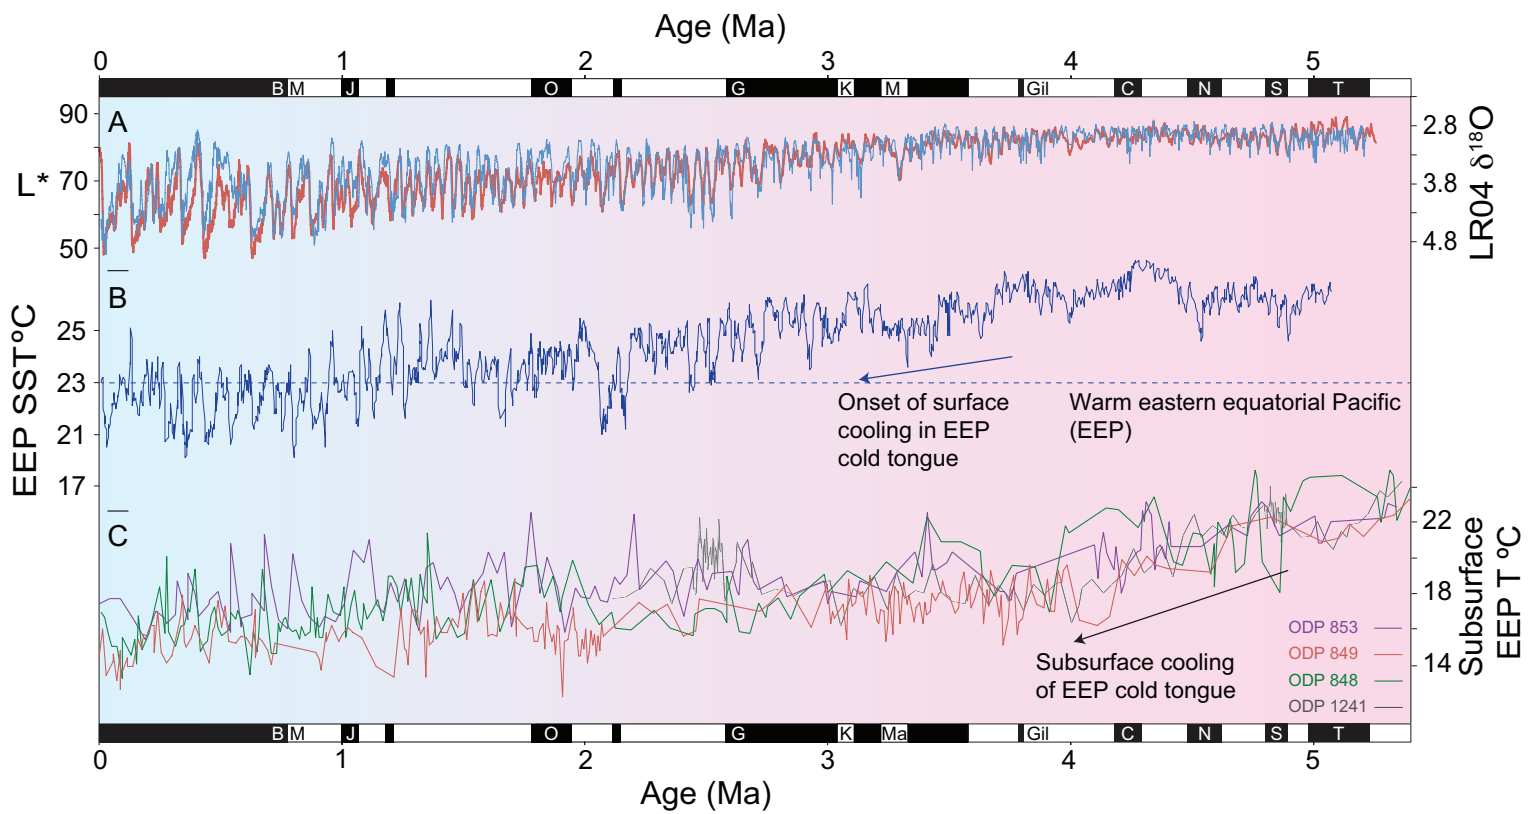 Age (Ma)
0 1 2 3 4 5
B M J O G K M Gil C N S T
A
90
70
50
L*
2.8
3.8
4.8
LR04 δ18O
B
25
23
21
17
EEP SSTºC
Onset of surface
cooling in EEP
cold tongue
Warm eastern equatorial Pacific
(EEP)
C
22
18
14
Subsurface
EEP T ºC
Subsurface cooling
of EEP cold tongue
ODP 853
ODP 849
ODP 848
ODP 1241
B M J O G K Ma Gil C N S T
0 1 2 3 4 5
Age (Ma)